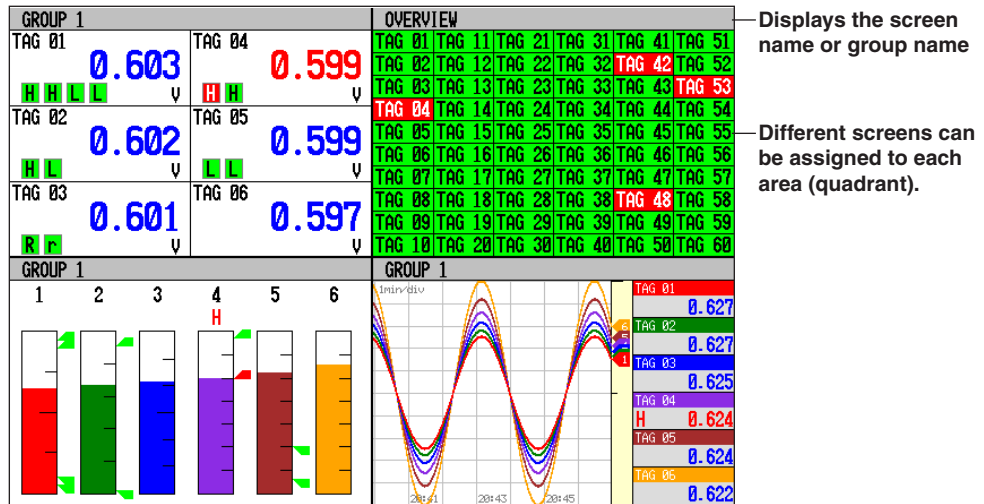 GROUP 1
TAG 01
0.603
H H L L V
TAG 04
0.599
H H V
TAG 02
0.602
H L V
TAG 05
0.599
L L V
TAG 03
0.601
R r V
TAG 06
0.597
V
OVERVIEW
TAG 01 TAG 11 TAG 21 TAG 31 TAG 41 TAG 51
TAG 02 TAG 12 TAG 22 TAG 32 TAG 42 TAG 52
TAG 03 TAG 13 TAG 23 TAG 33 TAG 43 TAG 53
TAG 04 TAG 14 TAG 24 TAG 34 TAG 44 TAG 54
TAG 05 TAG 15 TAG 25 TAG 35 TAG 45 TAG 55
TAG 06 TAG 16 TAG 26 TAG 36 TAG 46 TAG 56
TAG 07 TAG 17 TAG 27 TAG 37 TAG 47 TAG 57
TAG 08 TAG 18 TAG 28 TAG 38 TAG 48 TAG 58
TAG 09 TAG 19 TAG 29 TAG 39 TAG 49 TAG 59
TAG 10 TAG 20 TAG 30 TAG 40 TAG 50 TAG 60
Displays the screen
name or group name
Different screens can
be assigned to each
area (quadrant).
GROUP 1
1 2 3 4 5 6
H
GROUP 1
1min/div
6
1
20:41 20:43 20:45
TAG 01
0.627
TAG 02
0.627
TAG 03
0.625
TAG 04
H 0.624
TAG 05
0.624
TAG 06
0.622